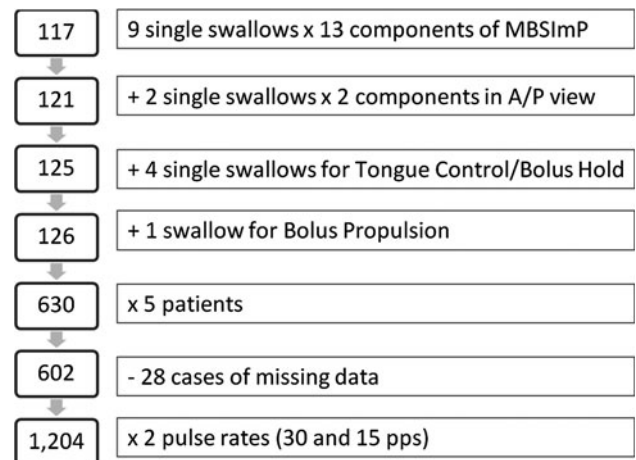 117 9 single swallows x 13 components of MBSImP
121 + 2 single swallows x 2 components in A/P view
125 + 4 single swallows for Tongue Control/Bolus Hold
126 + 1 swallow for Bolus Propulsion
630 x 5 patients
602 - 28 cases of missing data
1,204 x 2 pulse rates (30 and 15 pps)